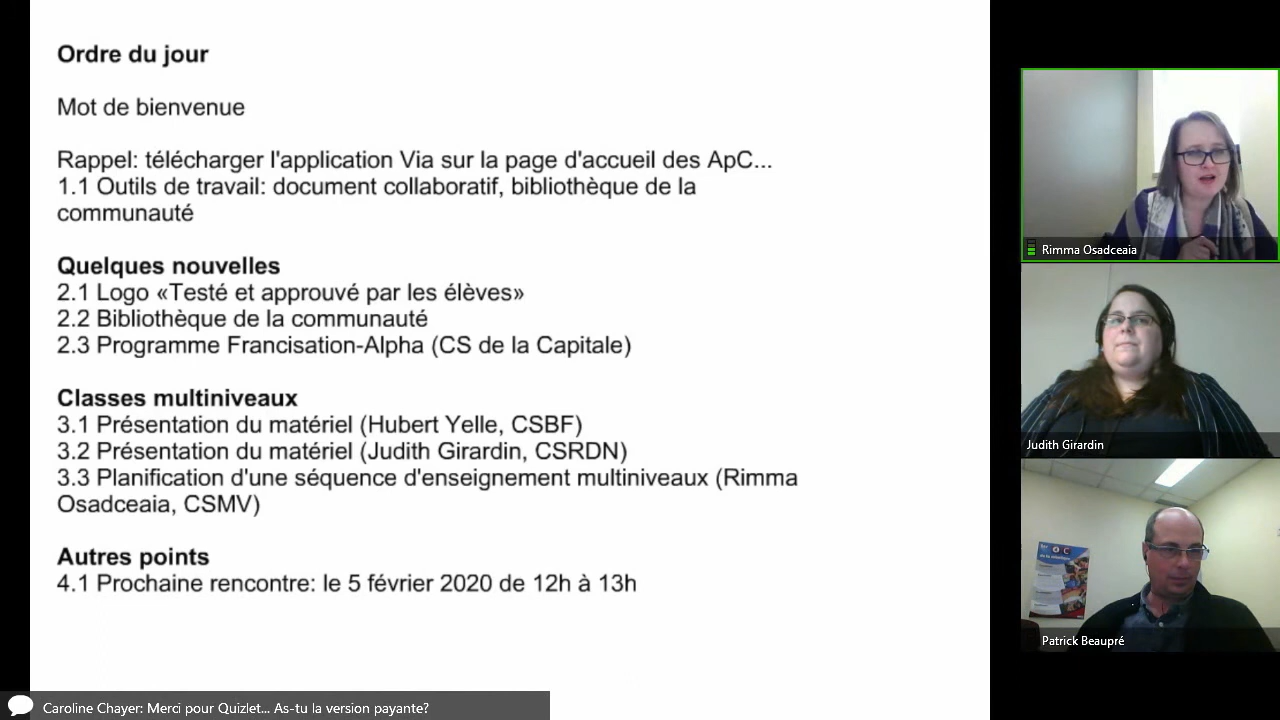 Ordre du jour
Mot de bienvenue
Rappel: télécharger l'application Via sur la page d'accueil des ApC...
1.1 Outils de travail: document collaboratif, bibliothèque de la
communauté
Quelques nouvelles
2.1 Logo «Testé et approuvé par les élèves»
2.2 Bibliothèque de la communauté
2.3 Programme Francisation-Alpha (CS de la Capitale)
Classes multiniveaux
3.1 Présentation du matériel (Hubert Yelle, CSBF)
3.2 Présentation du matériel (Judith Girardin, CSRDN)
3.3 Planification d'une séquence d'enseignement multiniveaux (Rimma
Osadceaia, CSMV)
Autres points
4.1 Prochaine rencontre: le 5 février 2020 de 12h à 13h
Caroline Chayer: Merci pour Quizlet... As-tu la version payante?
Rimma Osadceaia
Judith Girardin
Patrick Beaupré